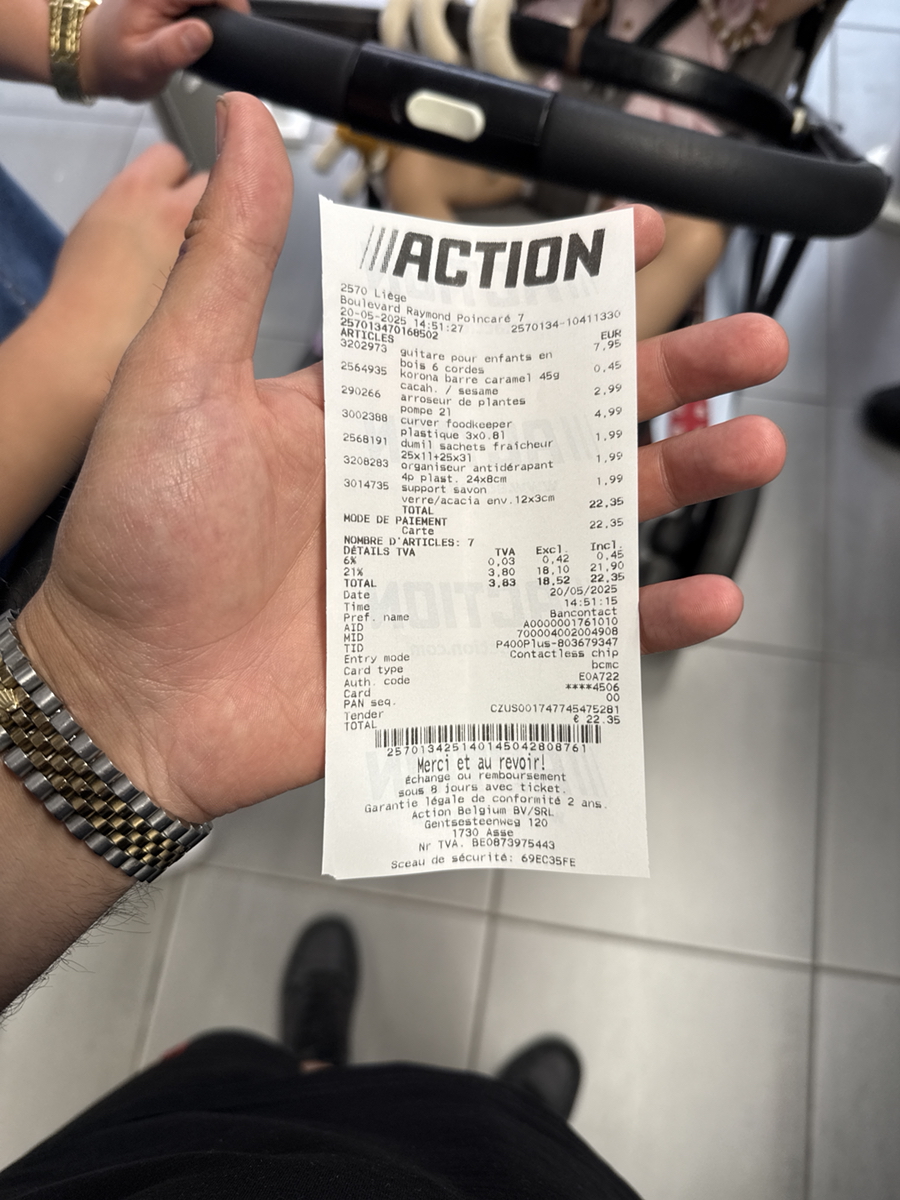 ACTION
2570 Liège
Boulevard Raymond Poincaré 7
20-05-2025 14:51:27 2570134-10411330
257013470168502 EUR
ARTICLES
3202973 guitare pour enfants en 7,95
bois 6 cordes
2564935 korona barre caramel 45g 0,45
cacah. / sesame
290266 arroseur de plantes 2,99
pompe 2l
3002388 curver foodkeeper 4,99
plastique 3x0.8l
2568191 dumil sachets fraîcheur 1,99
25x1l+25x3l
3208283 organiseur antidérapant 1,99
4p plast. 24x8cm
3014735 support savon 1,99
verre/acacia env.12x3cm
TOTAL 22,35
MODE DE PAIEMENT
Carte 22,35
NOMBRE D'ARTICLES: 7
DÉTAILS TVA TVA Excl. Incl.
6% 0,03 0,42 0,45
21% 3,80 18,10 21,90
TOTAL 3,83 18,52 22,35
Date 20/05/2025
Time 14:51:15
Pref. name Bancontact
AID A0000001761010
MID 700004002004908
TID P400Plus-803679347
Entry mode Contactless chip
Card type bcmc
Auth. code E0A722
Card ****4506
PAN seq. 00
Tender CZUS001747745475281
TOTAL € 22.35
257013425140145042808761
Merci et au revoir!
Échange ou remboursement
sous 8 jours avec ticket.
Garantie légale de conformité 2 ans.
Action Belgium BV/SRL
Gentsesteenweg 120
1730 Asse
Nr TVA. BE0873975443
Sceau de sécurité: 69EC35FE